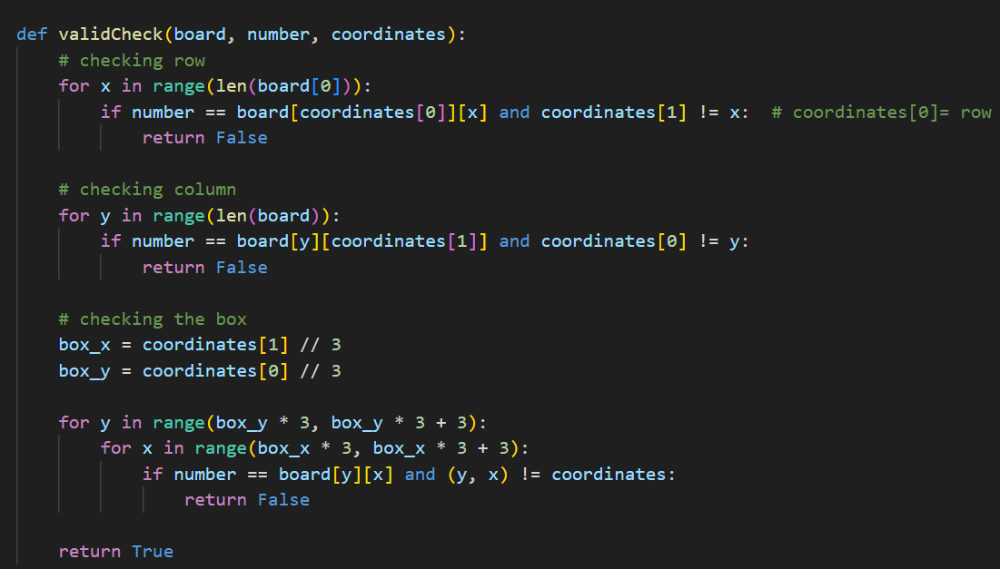 def validCheck(board, number, coordinates):
    # checking row
    for x in range(len(board[0])):
        if number == board[coordinates[0]][x] and coordinates[1] != x:  # coordinates[0]= row
            return False

    # checking column
    for y in range(len(board)):
        if number == board[y][coordinates[1]] and coordinates[0] != y:
            return False

    # checking the box
    box_x = coordinates[1] // 3
    box_y = coordinates[0] // 3

    for y in range(box_y * 3, box_y * 3 + 3):
        for x in range(box_x * 3, box_x * 3 + 3):
            if number == board[y][x] and (y, x) != coordinates:
                return False

    return True